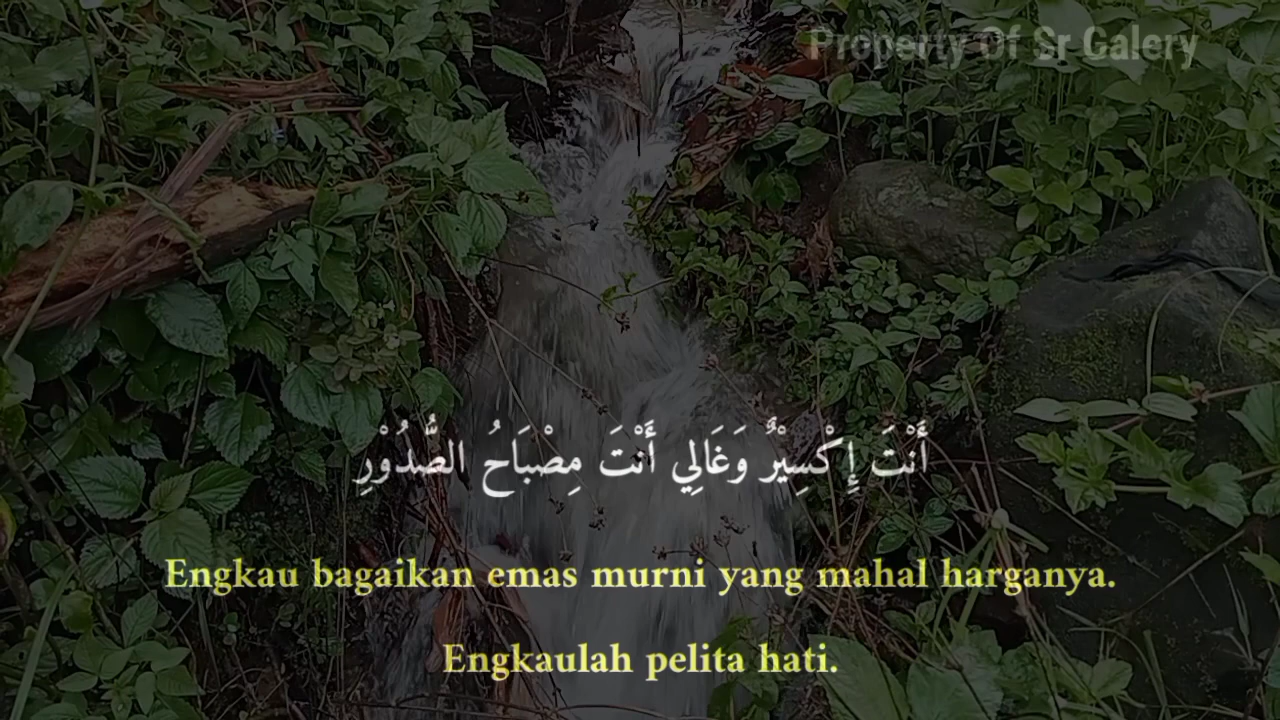 Property Of Sr Galery
أَنْتَ إِكْسِيْرٌ وَغَالِي أَنْتَ مِصْبَاحُ الصُّدُوْرِ
Engkau bagaikan emas murni yang mahal harganya.
Engkaulah pelita hati.